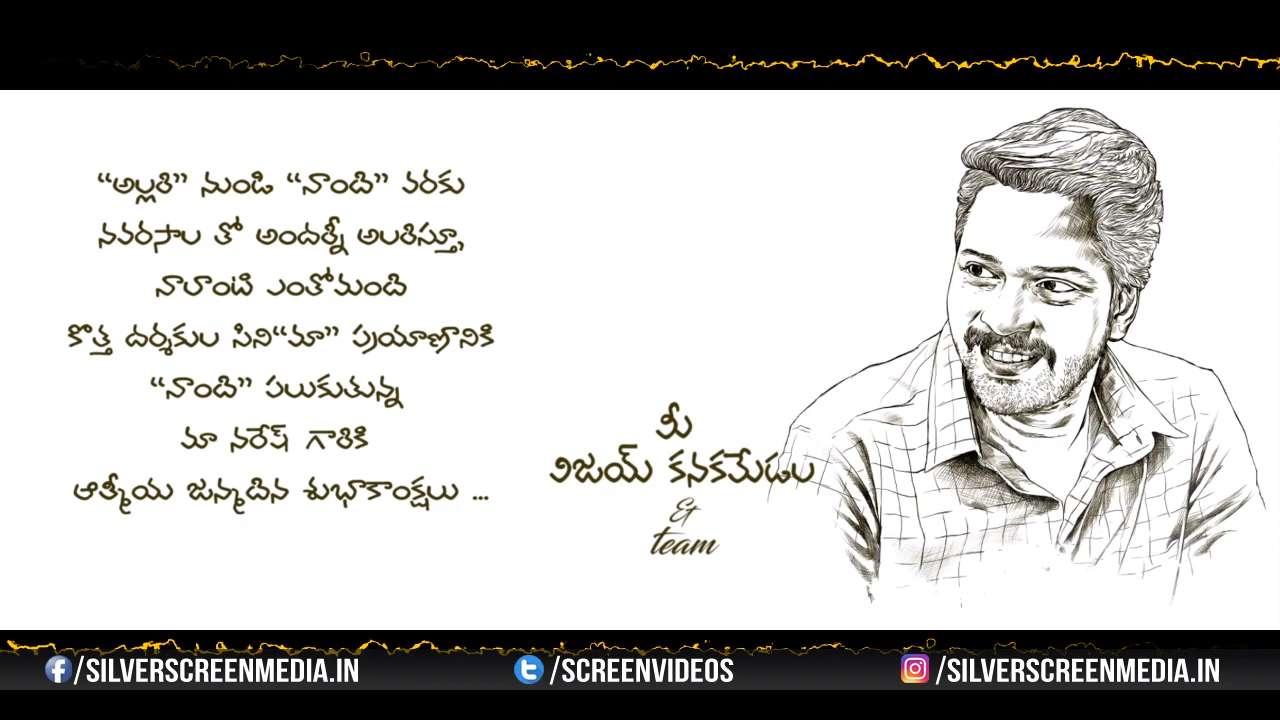 “అల్లరి” నుండి “నాంది” వరకు
నవరసాల తో అందర్నీ అలరిస్తూ,
నాలాంటి ఎంతోమంది
కొత్త దర్శకుల సిని“మా” ప్రయాణానికి
“నాంది” పలుకుతున్న
మా నరేష్ గారికి
ఆత్మీయ జన్మదిన శుభాకాంక్షలు ...
మీ
విజయ్ కనకమేడల
&
team
/SILVERSCREENMEDIA.IN
/SCREENVIDEOS
/SILVERSCREENMEDIA.IN